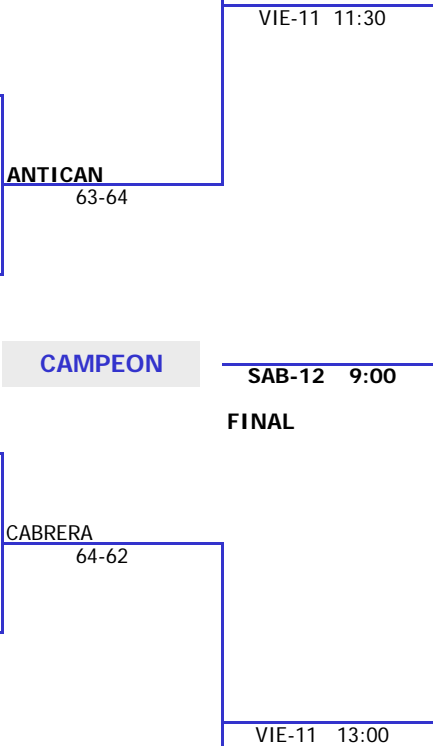 VIE-11 11:30
ANTICAN
63-64
CAMPEON
SAB-12 9:00
FINAL
CABRERA
64-62
VIE-11 13:00